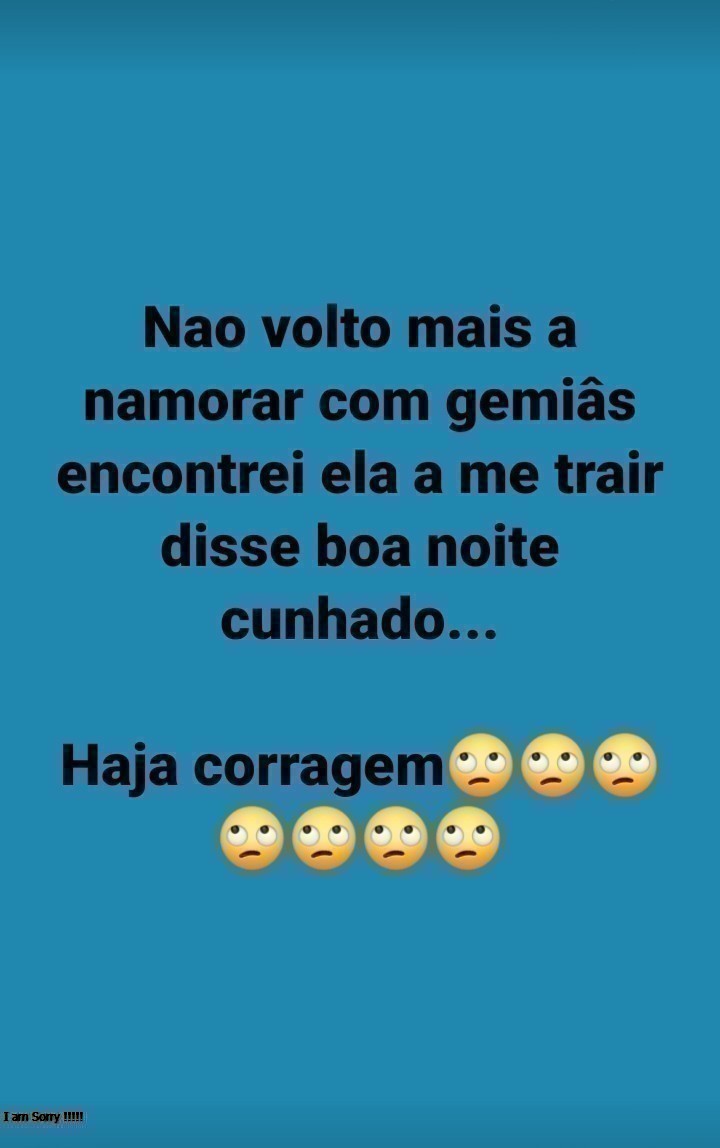 Nao volto mais a
namorar com gemiâs
encontrei ela a me trair
disse boa noite
cunhado...
Haja corragem🙄🙄🙄
🙄🙄🙄🙄
I am Sorry !!!!!